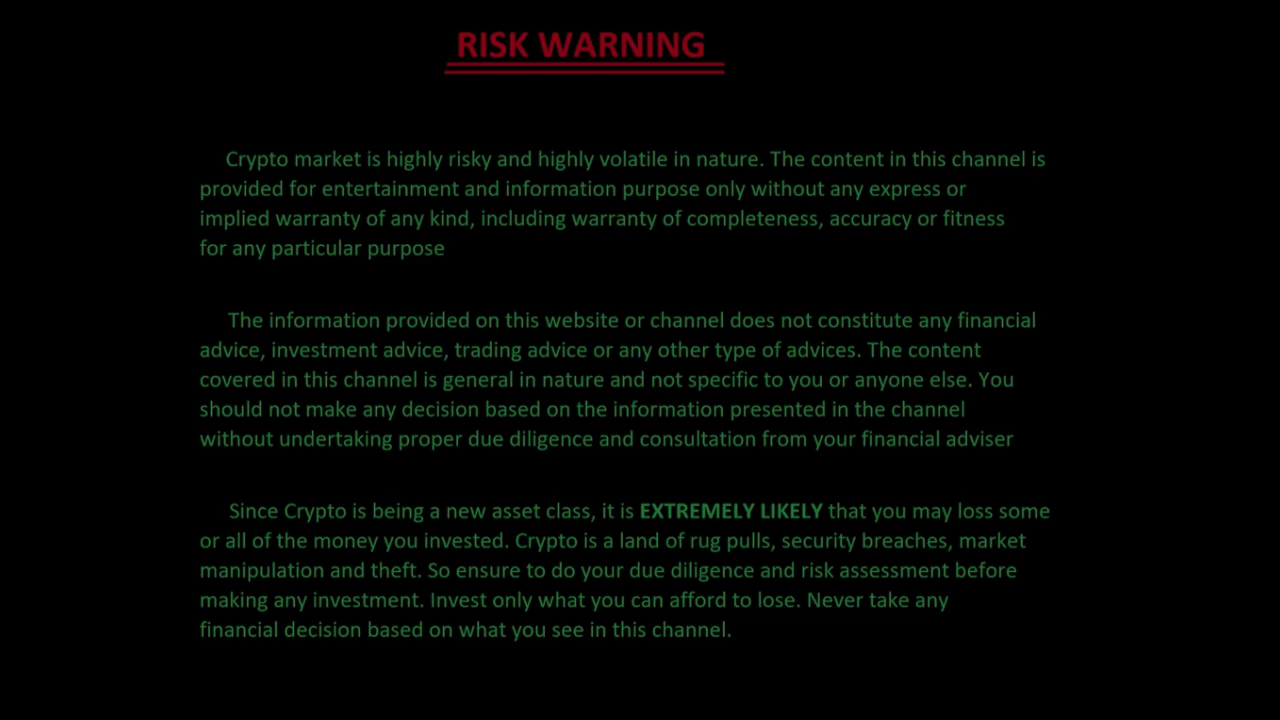 RISK WARNING
Crypto market is highly risky and highly volatile in nature. The content in this channel is
provided for entertainment and information purpose only without any express or
implied warranty of any kind, including warranty of completeness, accuracy or fitness
for any particular purpose
The information provided on this website or channel does not constitute any financial
advice, investment advice, trading advice or any other type of advices. The content
covered in this channel is general in nature and not specific to you or anyone else. You
should not make any decision based on the information presented in the channel
without undertaking proper due diligence and consultation from your financial adviser
Since Crypto is being a new asset class, it is EXTREMELY LIKELY that you may loss some
or all of the money you invested. Crypto is a land of rug pulls, security breaches, market
manipulation and theft. So ensure to do your due diligence and risk assessment before
making any investment. Invest only what you can afford to lose. Never take any
financial decision based on what you see in this channel.